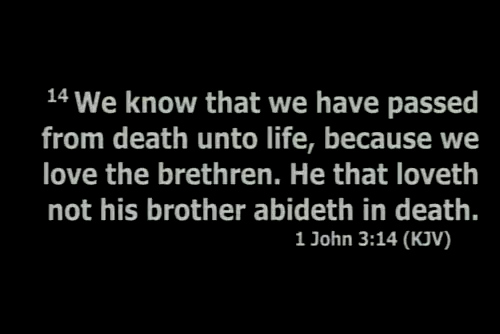 14 We know that we have passed
from death unto life, because we
love the brethren. He that loveth
not his brother abideth in death.
1 John 3:14 (KJV)